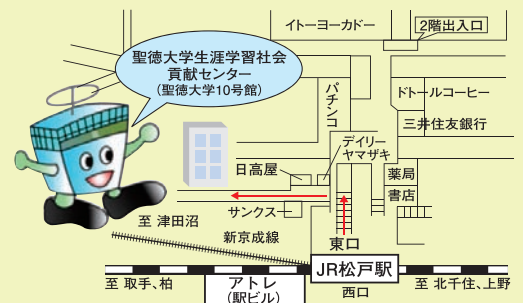 イトーヨーカドー
2階出入口
聖徳大学生涯学習社会
貢献センター
(聖徳大学10号館)
パチンコ
ドトールコーヒー
三井住友銀行
デイリー
ヤマザキ
日高屋
薬局
書店
サンクス
至 津田沼
新京成線
東口
JR松戸駅
至 取手、柏
アトレ
(駅ビル)
西口
至 北千住、上野